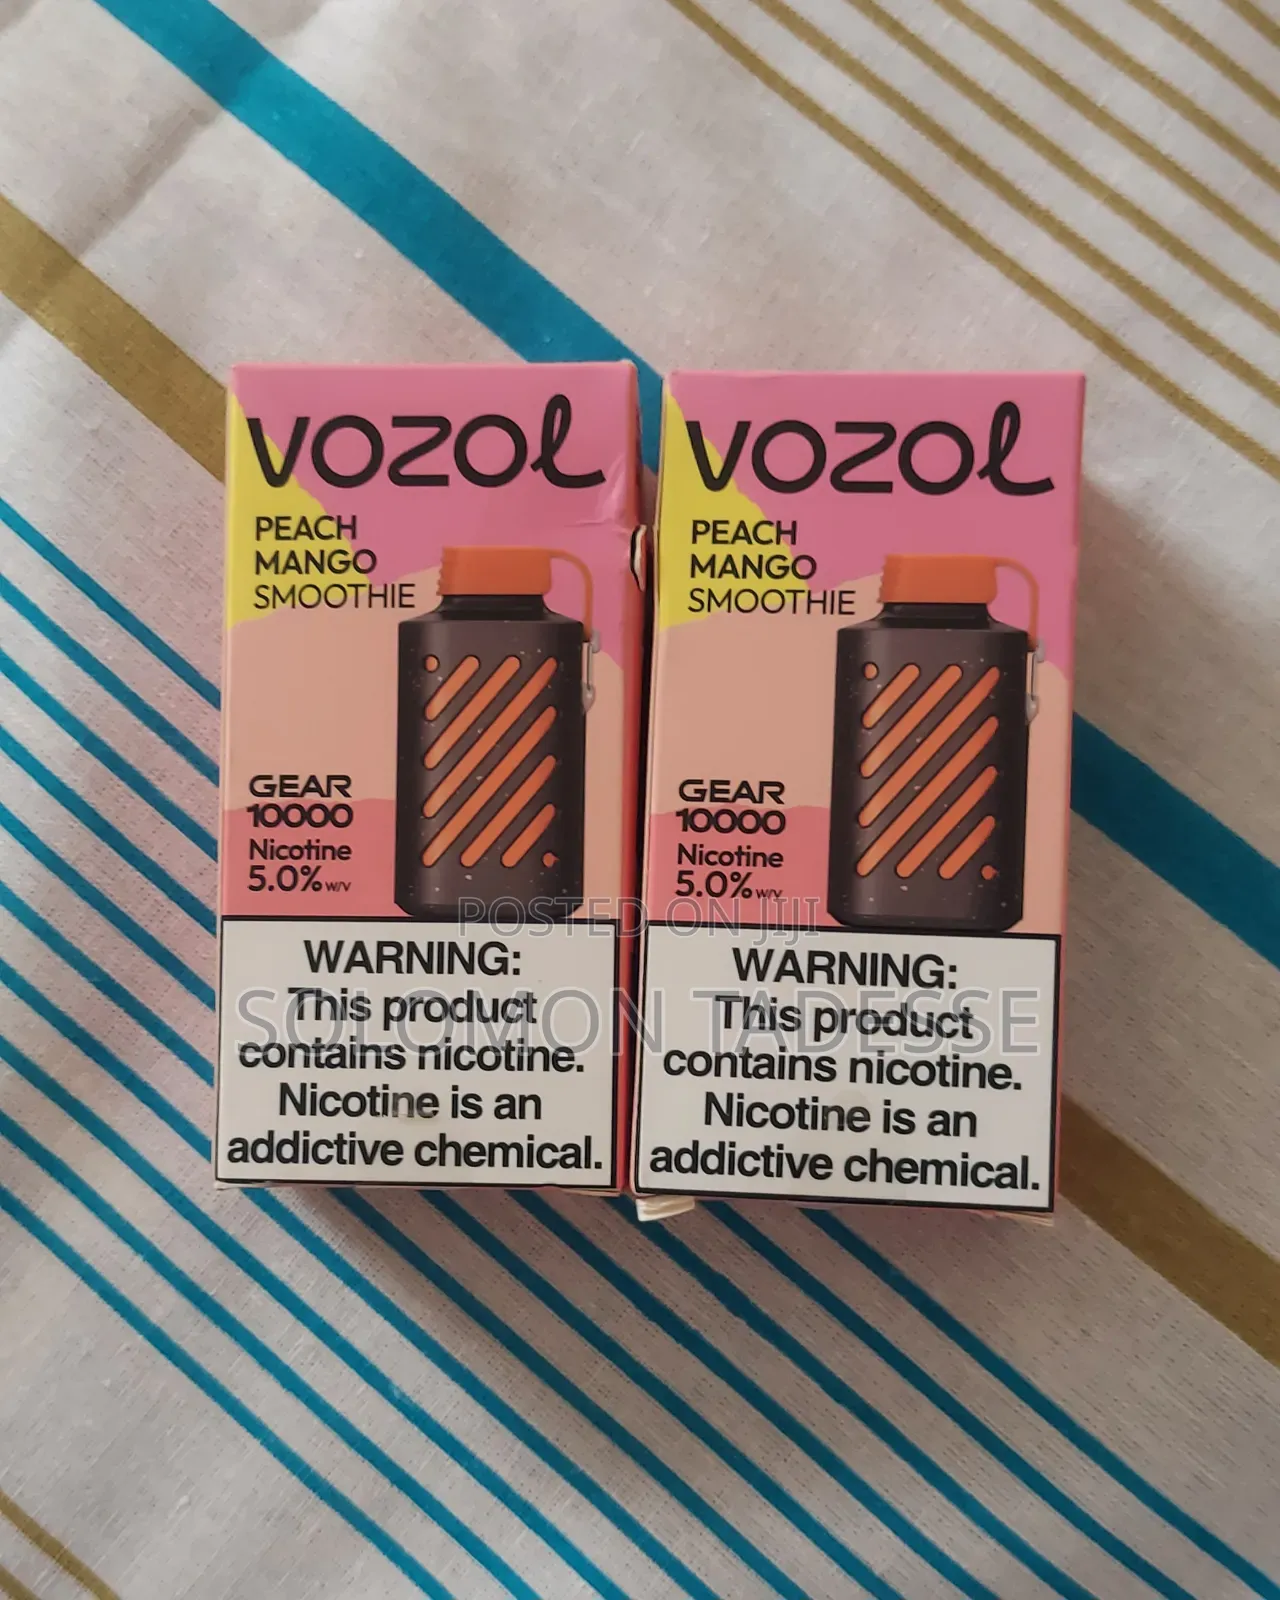 VOZOL
PEACH
MANGO
SMOOTHIE
GEAR
10000
Nicotine
5.0% w/v
WARNING:
This product
contains nicotine.
Nicotine is an
addictive chemical.
VOZOL
PEACH
MANGO
SMOOTHIE
GEAR
10000
Nicotine
5.0% w/v
WARNING:
This product
contains nicotine.
Nicotine is an
addictive chemical.
POSTED ON JIJI
SOLOMON TADESSE